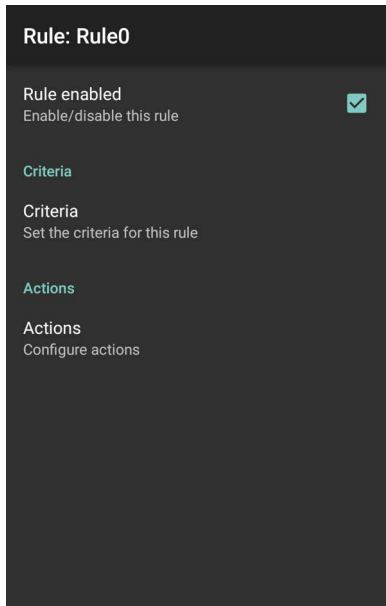 Rule: Rule0
Rule enabled
Enable/disable this rule
Criteria
Criteria
Set the criteria for this rule
Actions
Actions
Configure actions